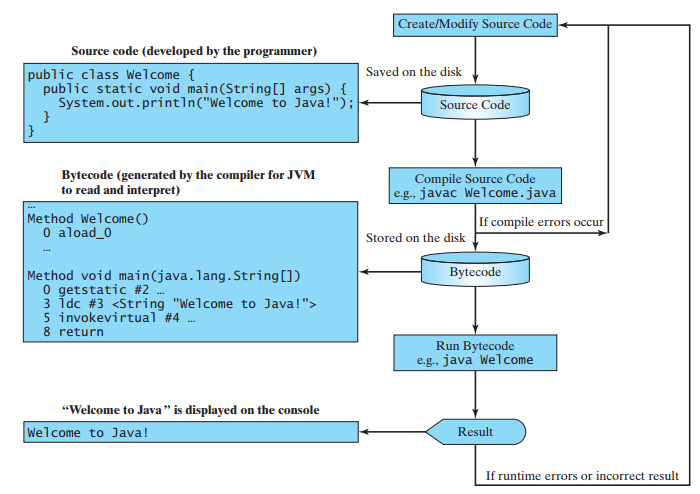 Create/Modify Source Code
Source code (developed by the programmer)
Saved on the disk
public class Welcome {
  public static void main(String[] args) {
    System.out.println("Welcome to Java!");
  }
}
Source Code
Bytecode (generated by the compiler for JVM
to read and interpret)
Compile Source Code
e.g., javac Welcome.java
…
Method Welcome()
  0 aload_0
  …
Method void main(java.lang.String[])
  0 getstatic #2 …
  3 ldc #3 <String "Welcome to Java!">
  5 invokevirtual #4 …
  8 return
If compile errors occur
Stored on the disk
Bytecode
Run Bytecode
e.g., java Welcome
“Welcome to Java” is displayed on the console
Welcome to Java!
Result
If runtime errors or incorrect result